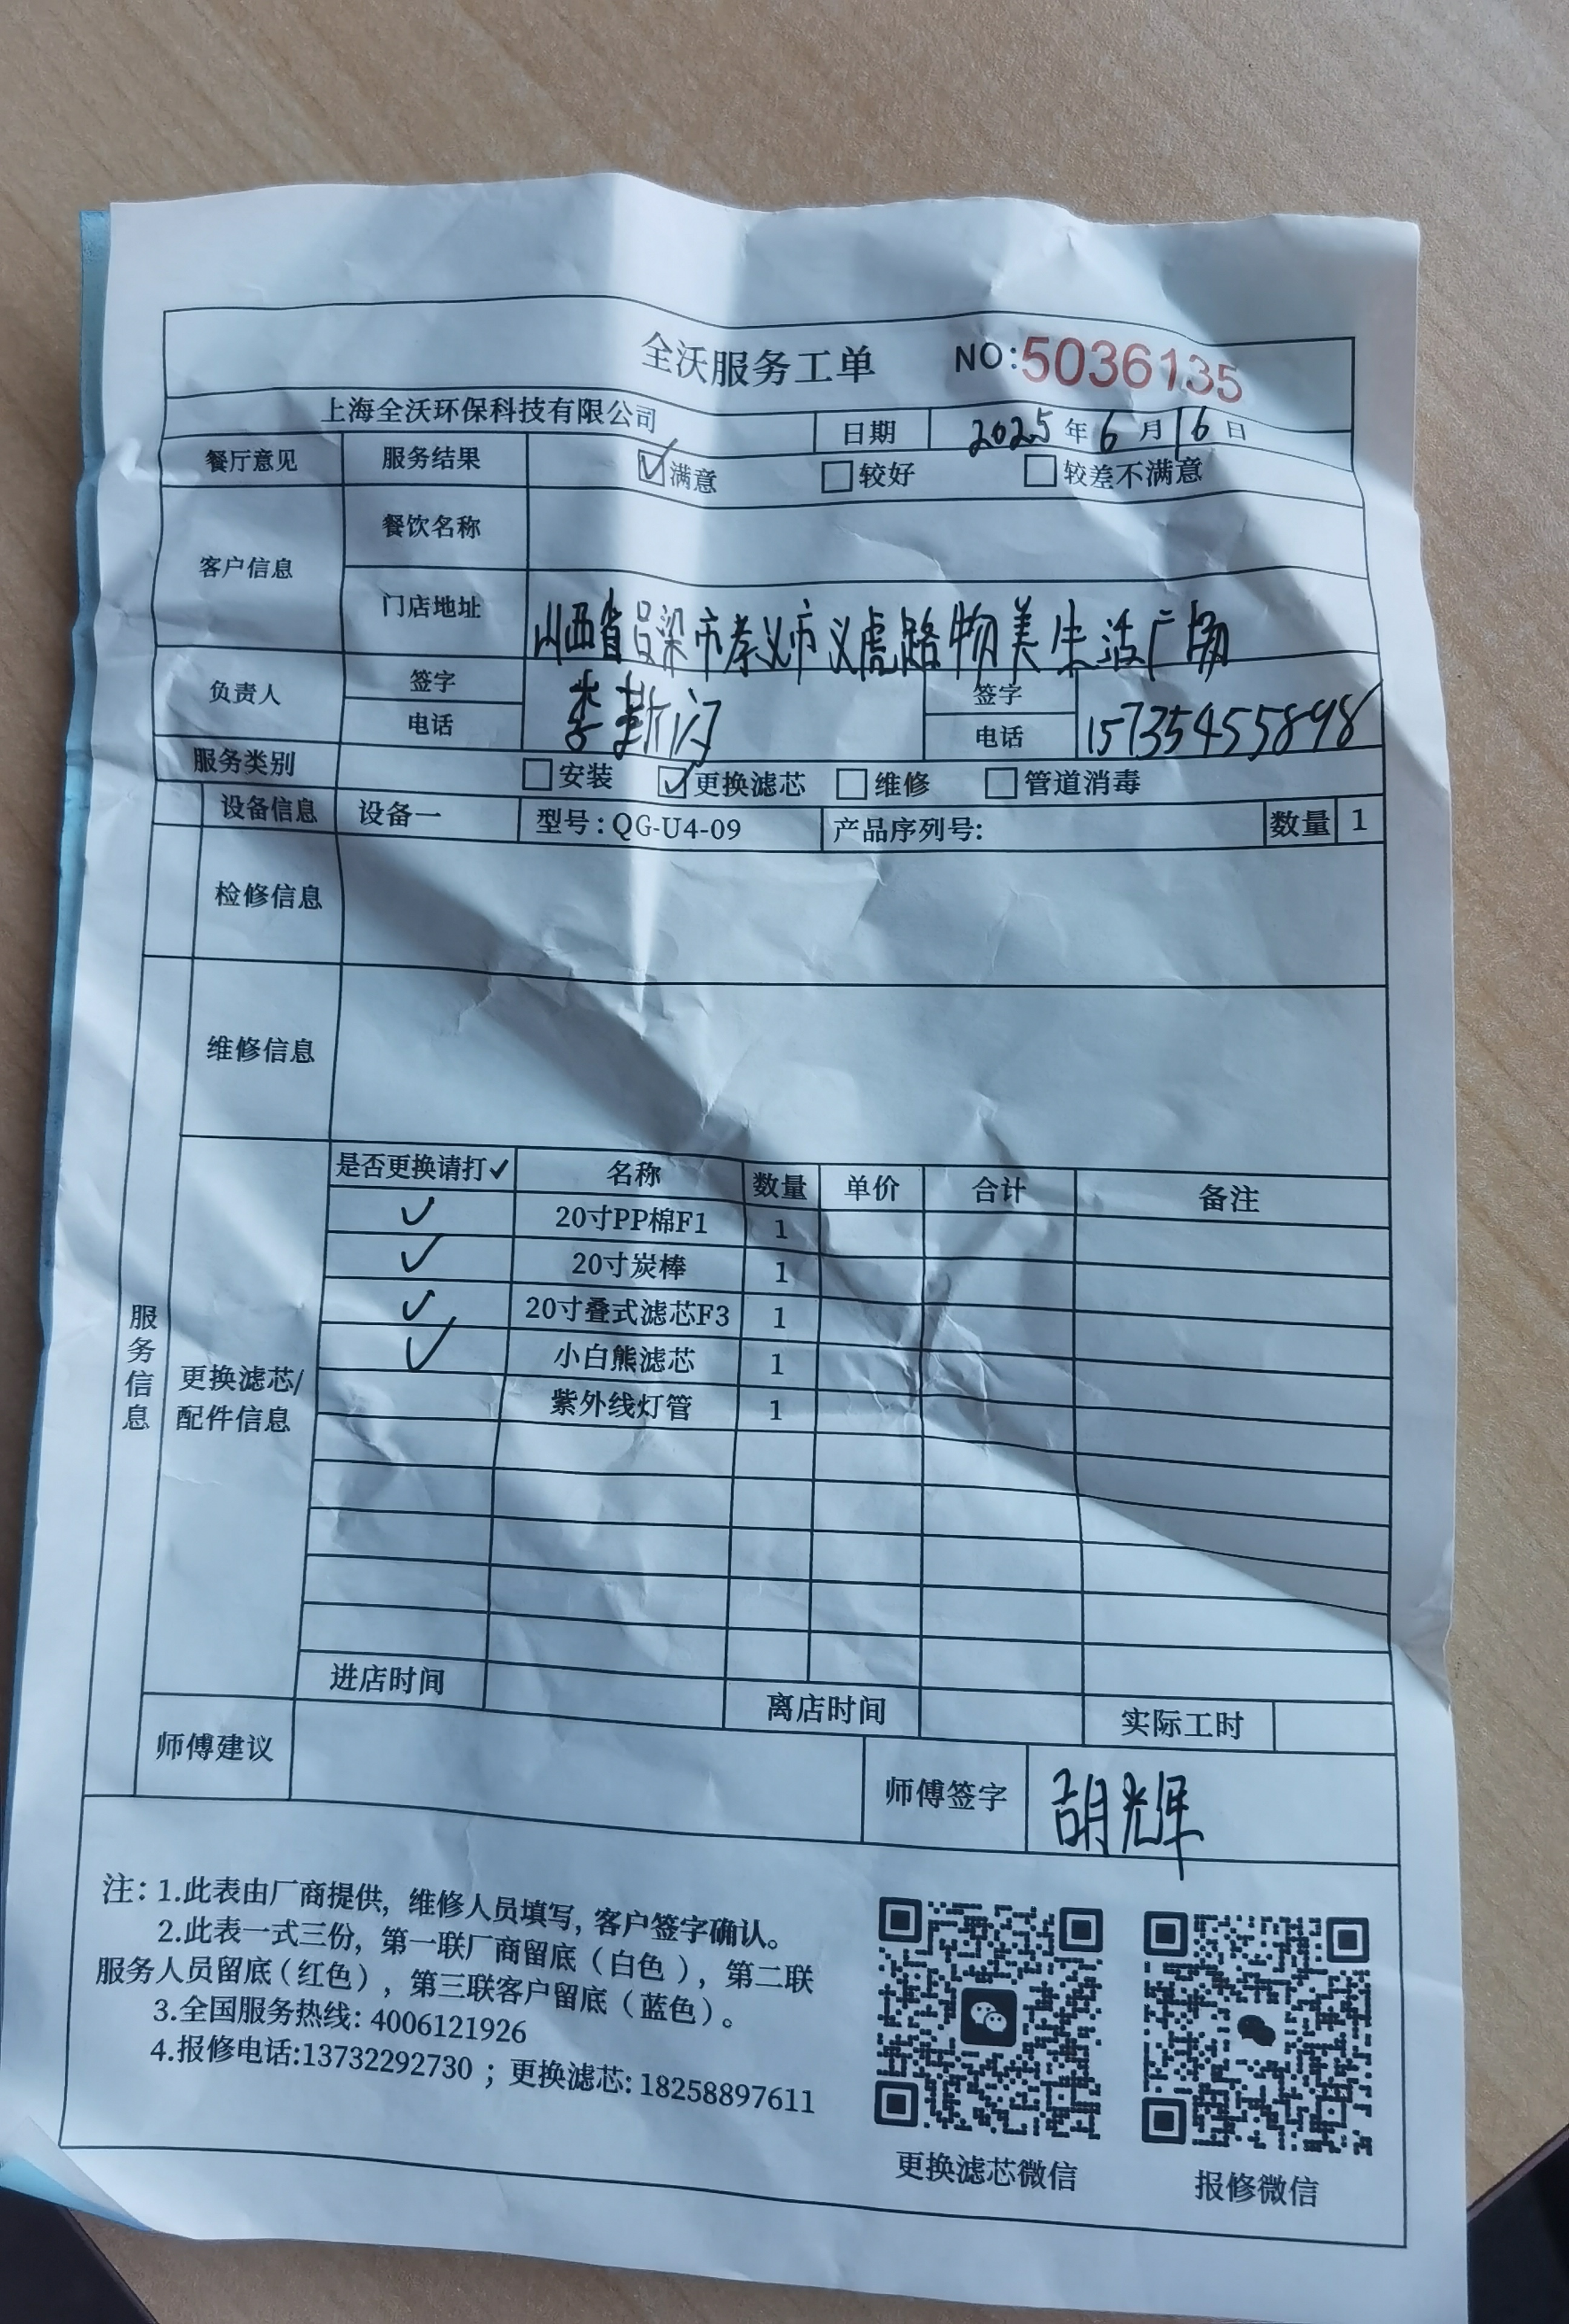 全沃服务工单 NO:5036135
上海全沃环保科技有限公司 日期 2025年6月16日
餐厅意见 服务结果 ☑满意 □较好 □较差不满意
客户信息 餐饮名称
门店地址 山西省吕梁市孝义市义虎路物美生活广场
负责人 签字 李 签字
电话 电话 15735455898
服务类别 □安装 ☑更换滤芯 □维修 □管道消毒
设备信息 设备一 型号:QG-U4-09 产品序列号: 数量 1
检修信息
维修信息
服务信息
更换滤芯/
配件信息
是否更换请打✓ 名称 数量 单价 合计 备注
✓ 20寸PP棉F1 1
✓ 20寸炭棒 1
✓ 20寸叠式滤芯F3 1
✓ 小白熊滤芯 1
紫外线灯管 1
进店时间 离店时间 实际工时
师傅建议 师傅签字 胡辉
注: 1.此表由厂商提供, 维修人员填写, 客户签字确认。
2.此表一式三份, 第一联厂商留底(白色), 第二联
服务人员留底(红色), 第三联客户留底(蓝色)。
3.全国服务热线: 4006121926
4.报修电话:13732292730 ; 更换滤芯: 18258897611
更换滤芯微信 报修微信